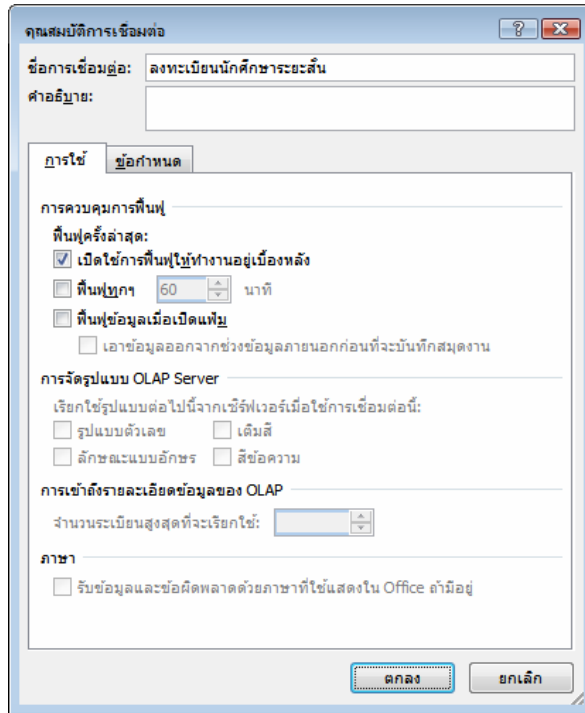 คุณสมบัติการเชื่อมต่อ
ชื่อการเชื่อมต่อ: ลงทะเบียนนักศึกษาระยะสั้น
คำอธิบาย:
การใช้ ข้อกำหนด
การควบคุมการฟื้นฟู
ฟื้นฟูครั้งล่าสุด:
เปิดใช้การฟื้นฟูให้ทำงานอยู่เบื้องหลัง
ฟื้นฟูทุกๆ 60 นาที
ฟื้นฟูข้อมูลเมื่อเปิดแฟ้ม
เอาข้อมูลออกจากช่วงข้อมูลภายนอกก่อนที่จะบันทึกสมุดงาน
การจัดรูปแบบ OLAP Server
เรียกใช้รูปแบบต่อไปนี้จากเซิร์ฟเวอร์เมื่อใช้การเชื่อมต่อนี้:
รูปแบบตัวเลข เติมสี
ลักษณะแบบอักษร สีข้อความ
การเข้าถึงรายละเอียดข้อมูลของ OLAP
จำนวนระเบียนสูงสุดที่จะเรียกใช้:
ภาษา
รับข้อมูลและข้อผิดพลาดด้วยภาษาที่ใช้แสดงใน Office ถ้ามีอยู่
ตกลง ยกเลิก